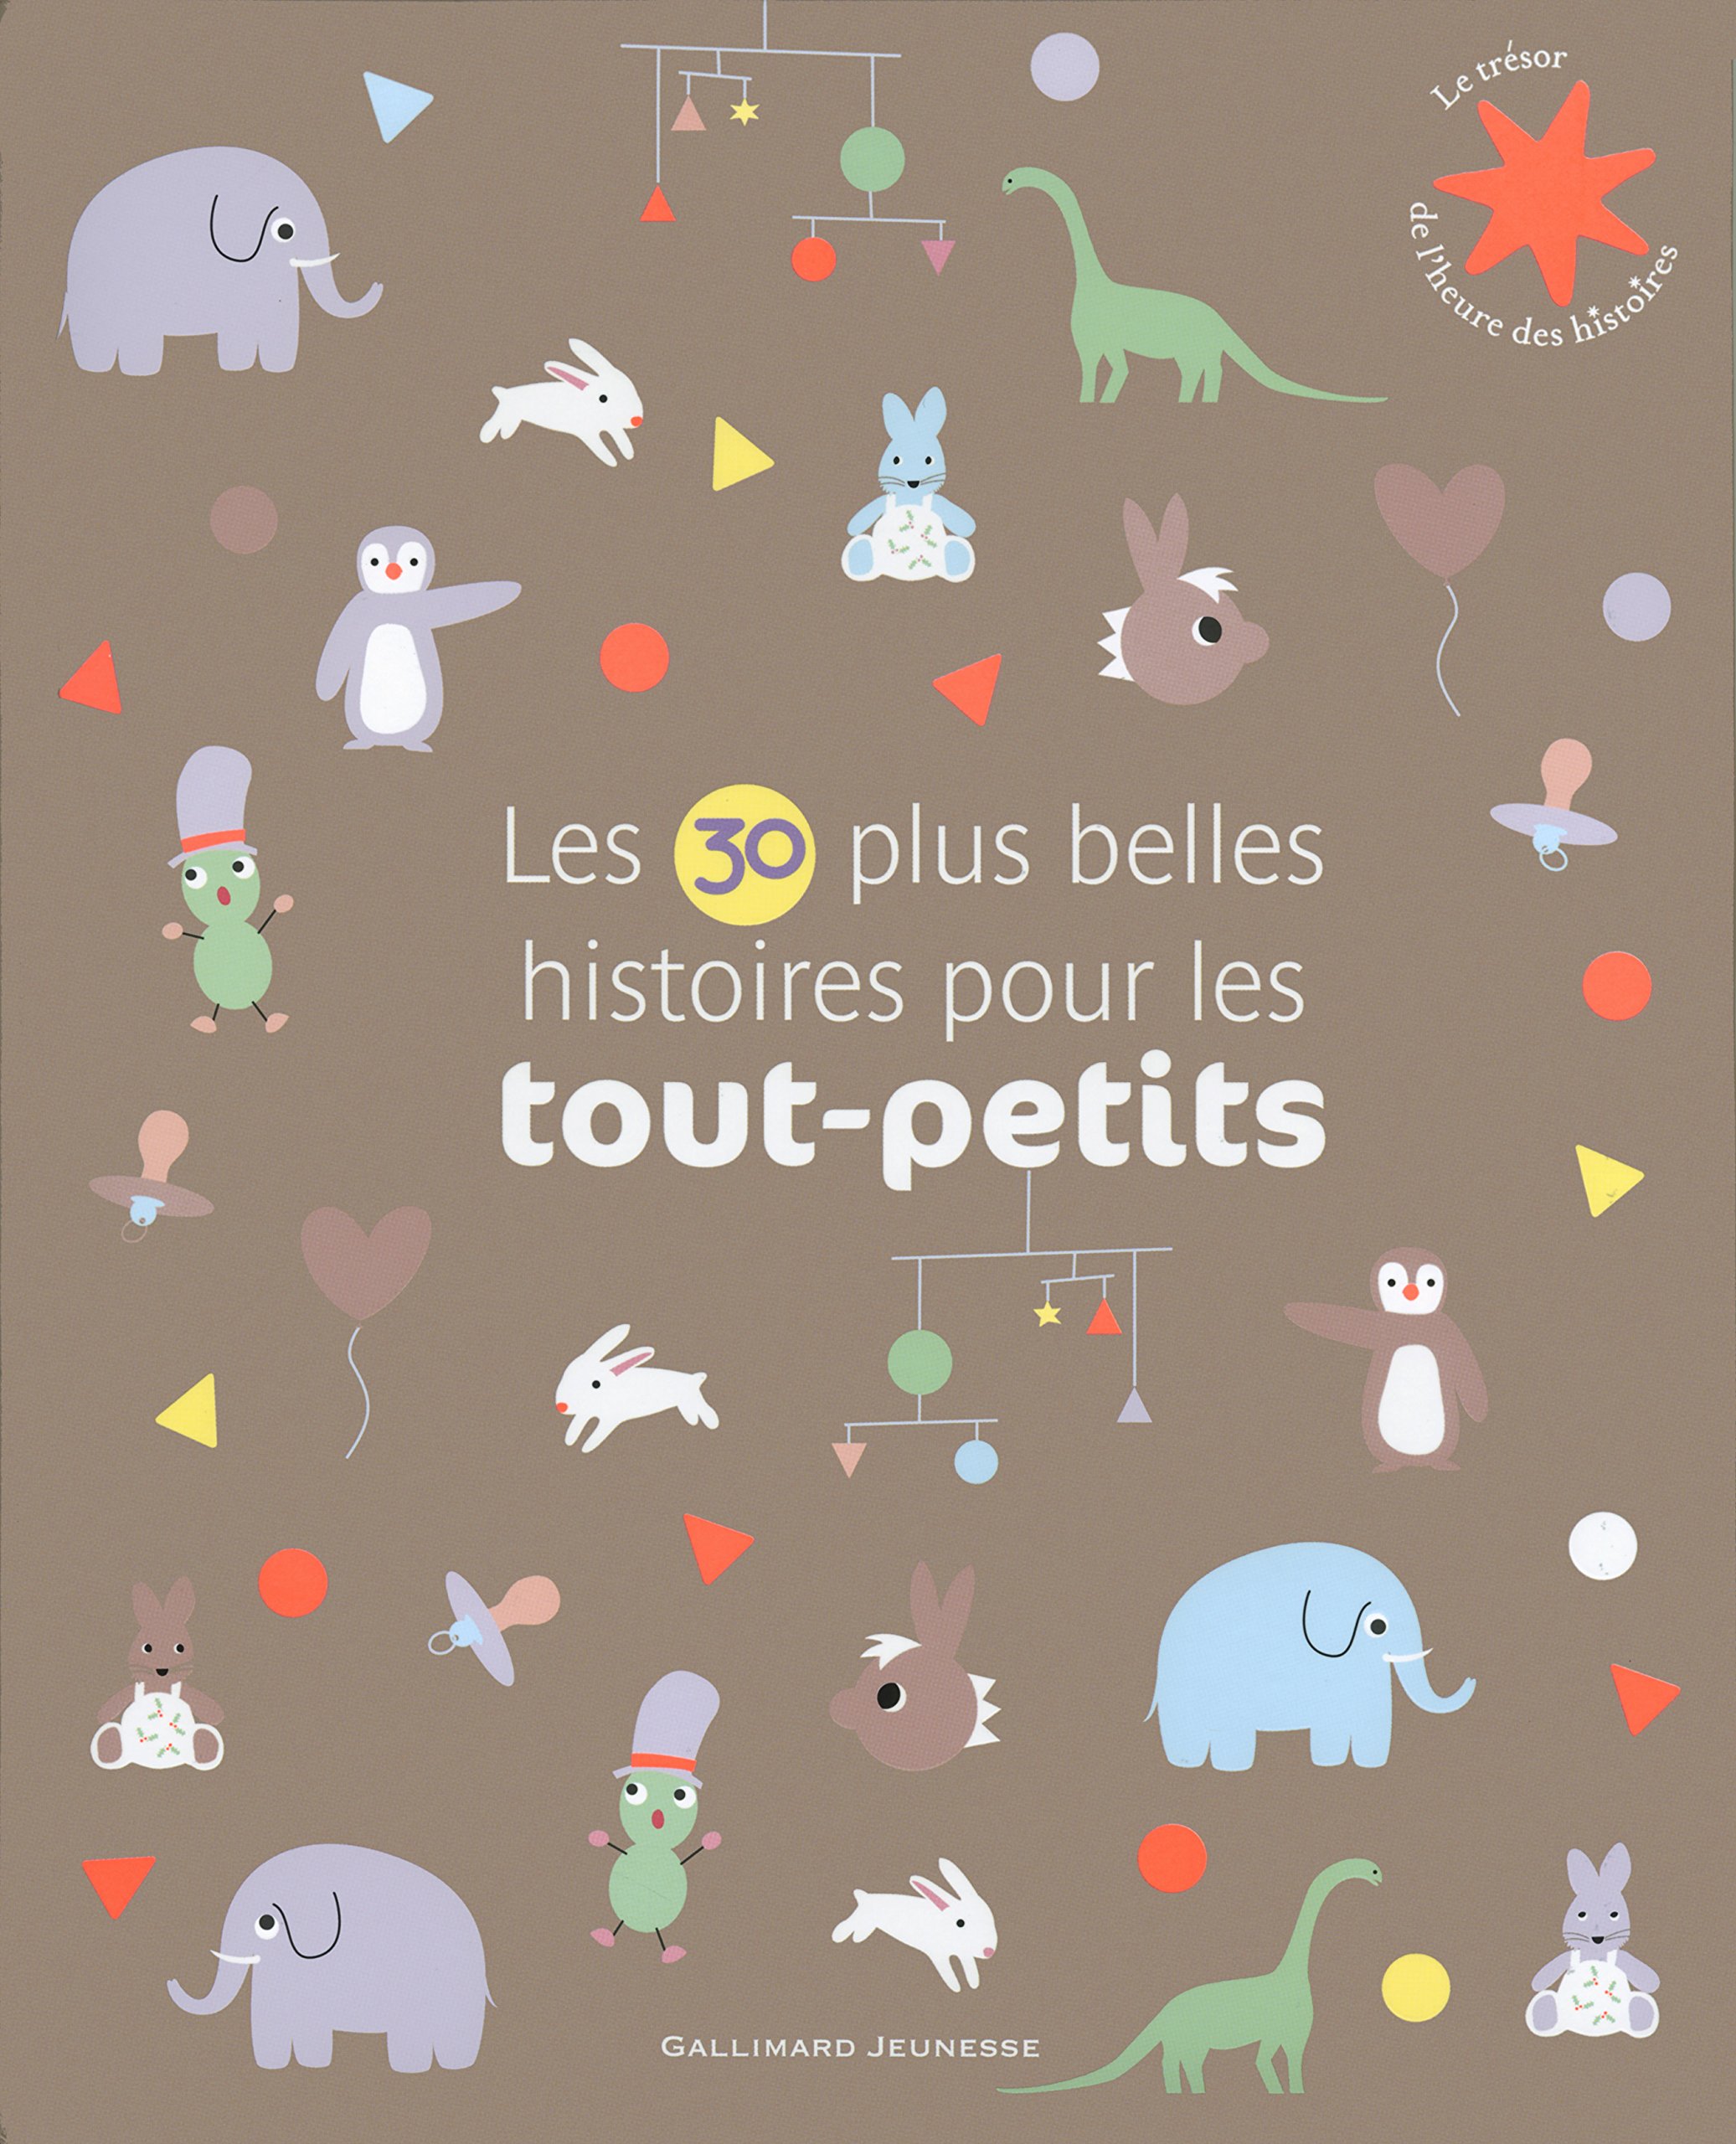 Le trésor
de l'heure des histoires
Les 30 plus belles
histoires pour les
tout-petits
GALLIMARD JEUNESSE